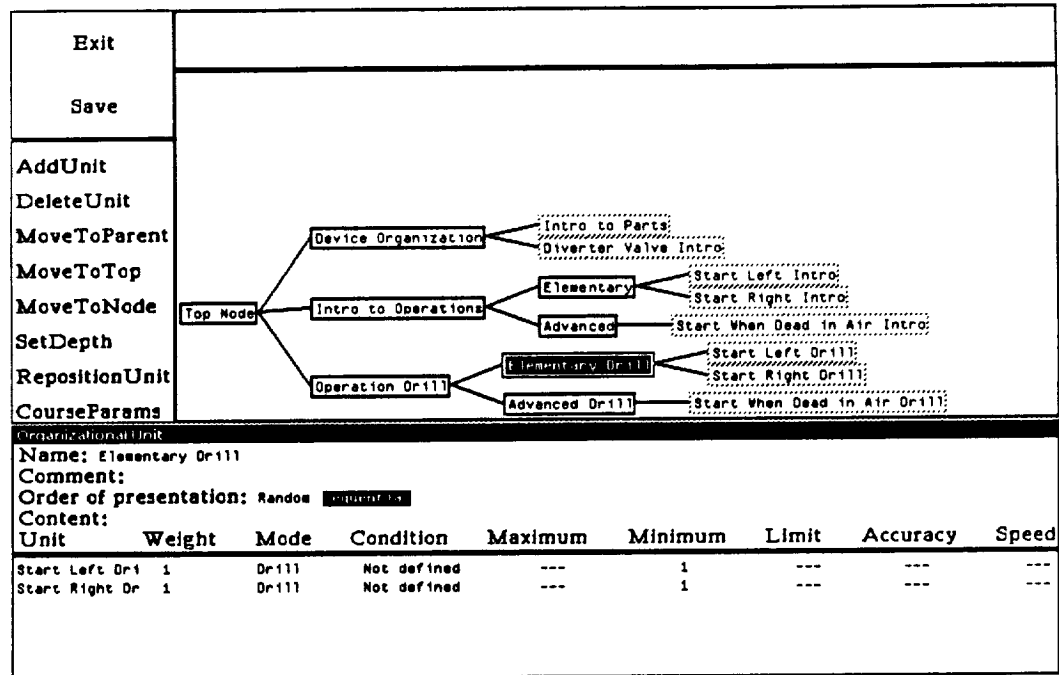 Exit
Save
AddUnit
DeleteUnit
MoveToParent
MoveToTop
MoveToNode
SetDepth
RepositionUnit
CourseParams
Top Node
Device Organization
Intro to Parts
Diverter Valve Intro
Intro to Operations
Elementary
Start Left Intro
Start Right Intro
Advanced
Start When Dead in Air Intro
Operation Drill
Elementary Drill
Start Left Drill
Start Right Drill
Advanced Drill
Start When Dead in Air Drill
Organizational Unit
Name: Elementary Drill
Comment:
Order of presentation: Random
Content:
Unit Weight Mode Condition Maximum Minimum Limit Accuracy Speed
Start Left Dri 1 Drill Not defined --- 1 --- --- ---
Start Right Dr 1 Drill Not defined --- 1 --- --- ---